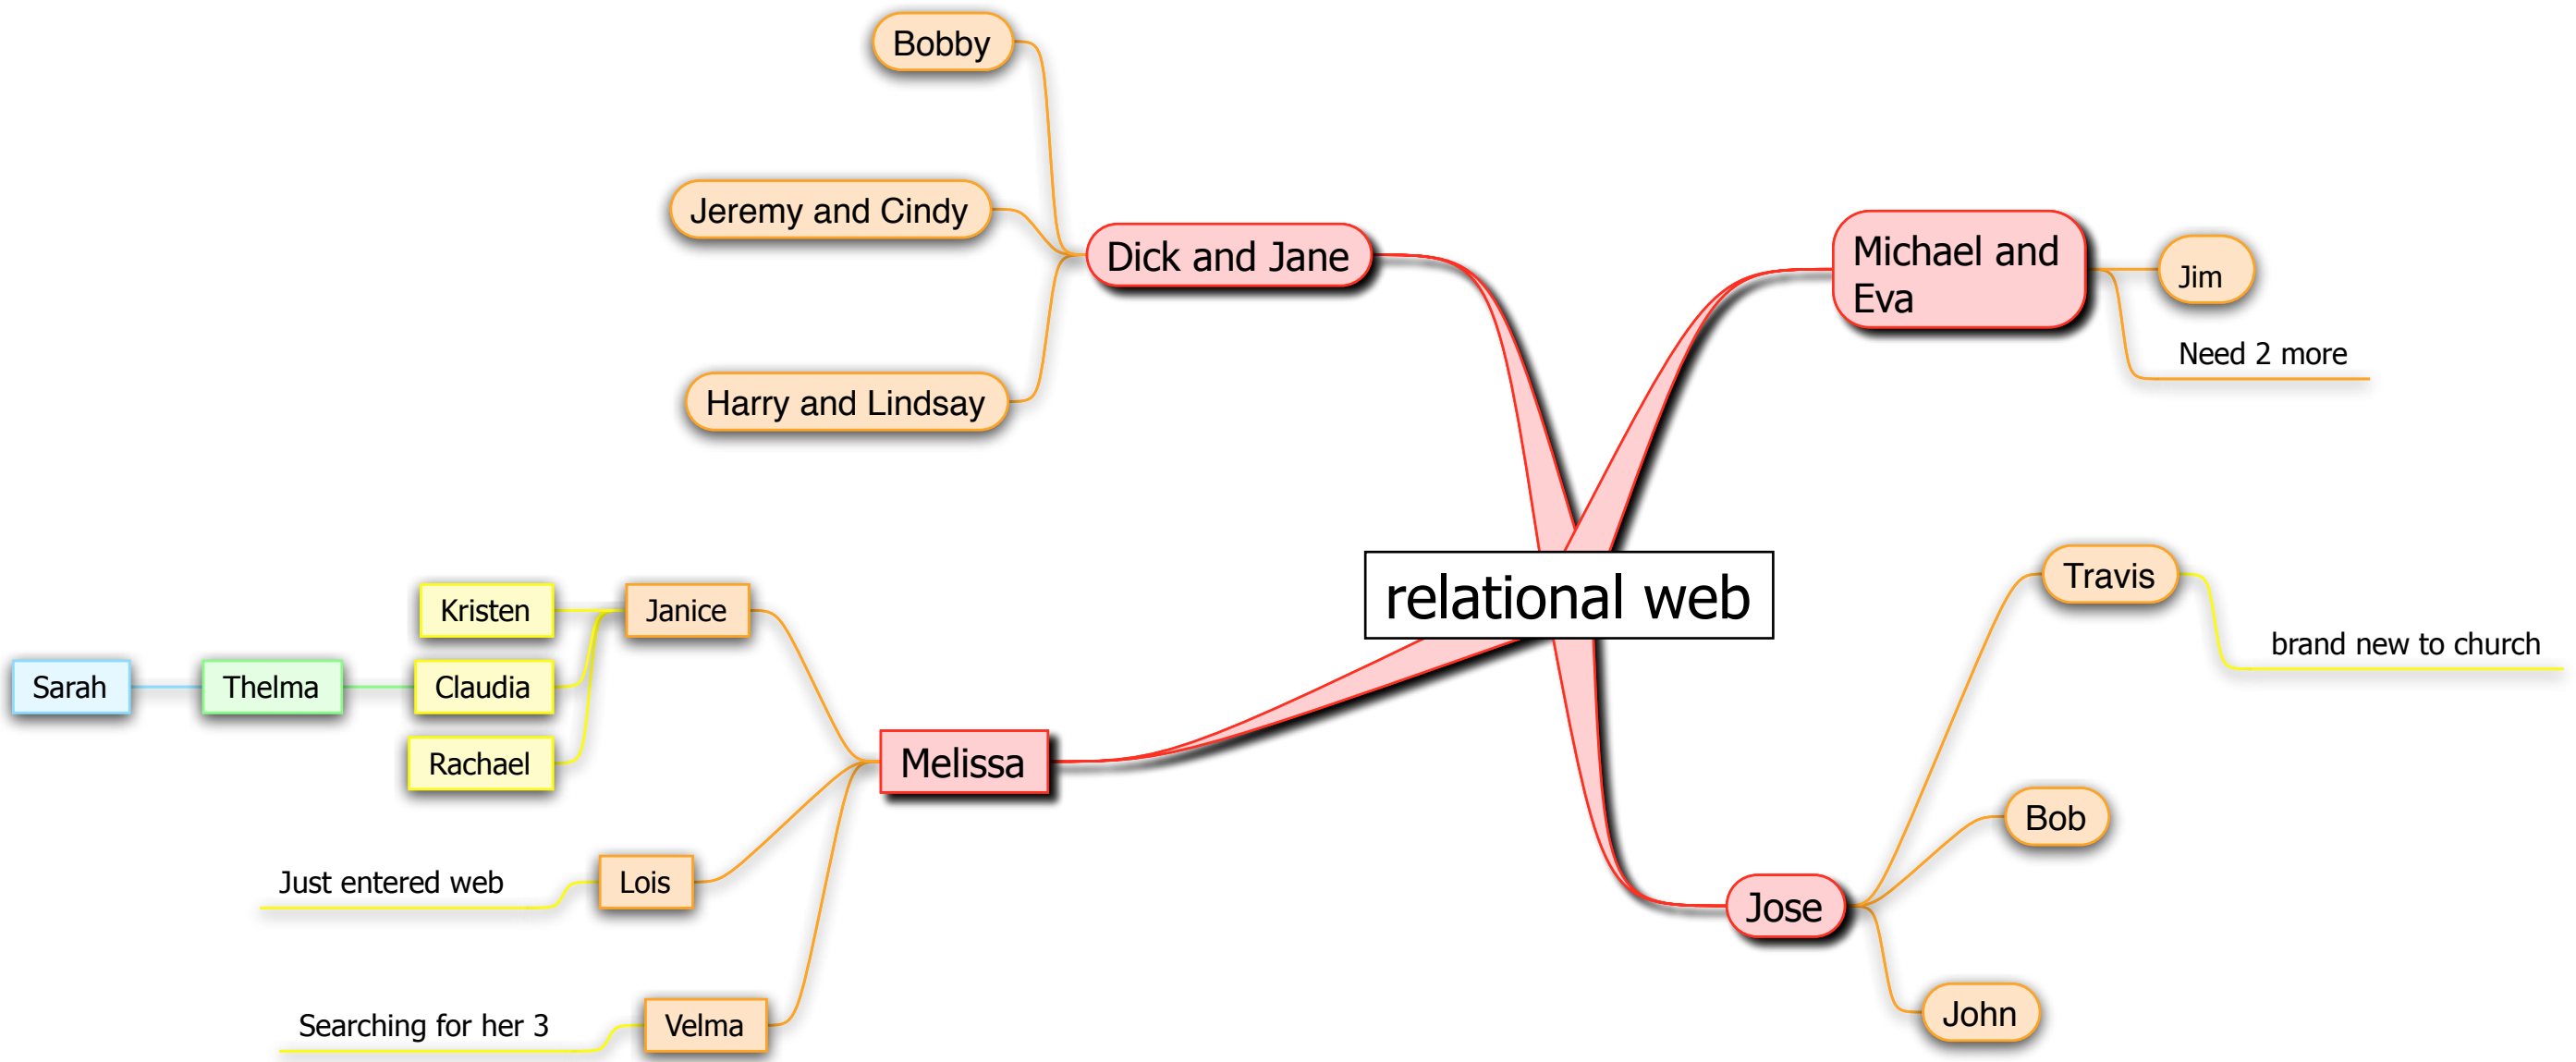 Bobby
Jeremy and Cindy
Dick and Jane
Harry and Lindsay
Michael and
Eva
Jim
Need 2 more
relational web
Travis
brand new to church
Bob
Jose
John
Kristen
Janice
Sarah
Thelma
Claudia
Rachael
Melissa
Just entered web
Lois
Searching for her 3
Velma